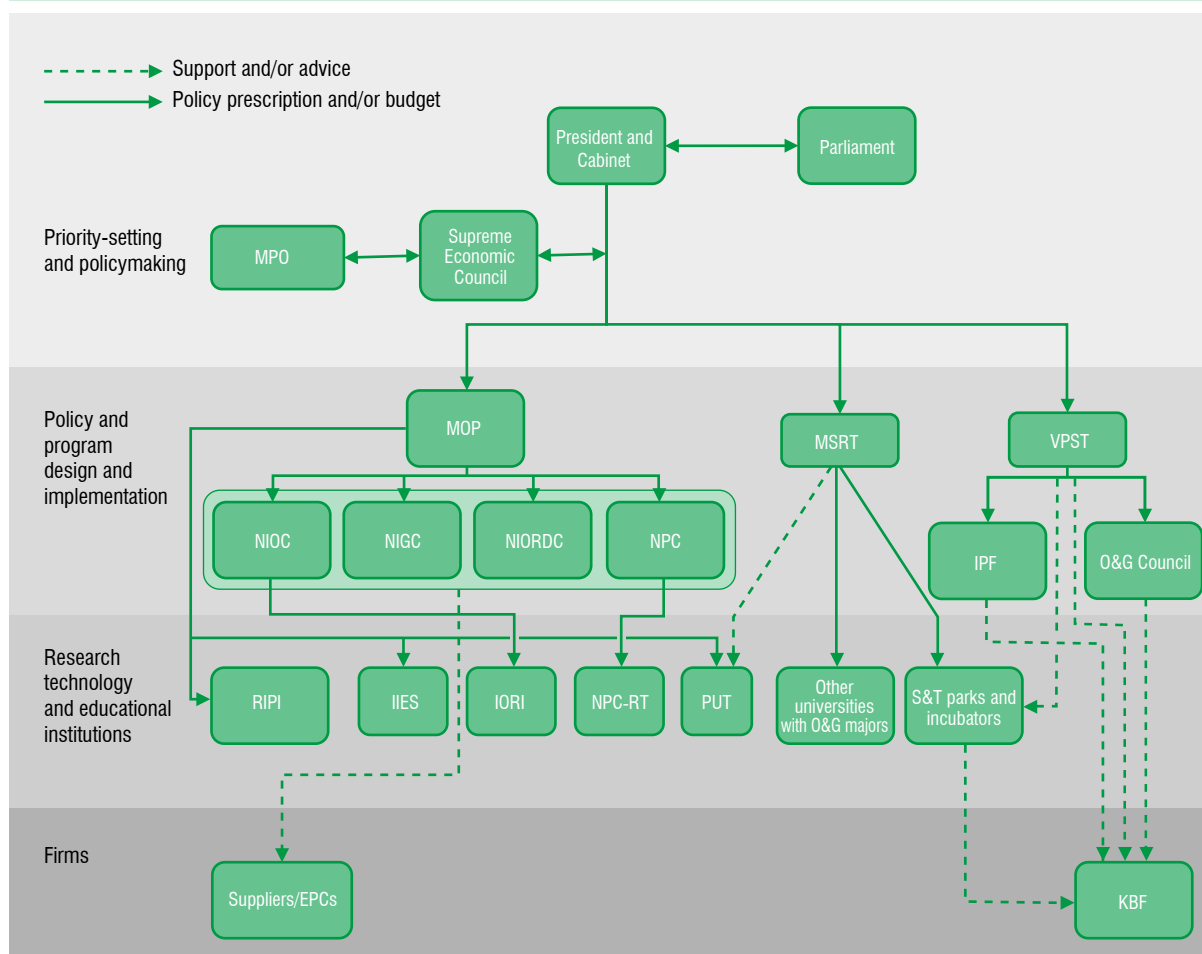 Support and/or advice
Policy prescription and/or budget
President and
Cabinet
Parliament
Priority-setting
and policymaking
MPO
Supreme
Economic
Council
Policy and
program
design and
implementation
MOP
MSRT
VPST
NIOC
NIGC
NIORDC
NPC
IPF
O&G Council
Research
technology
and educational
institutions
RIPI
IIES
IORI
NPC-RT
PUT
Other
universities
with O&G majors
S&T parks and
incubators
Firms
Suppliers/EPCs
KBF